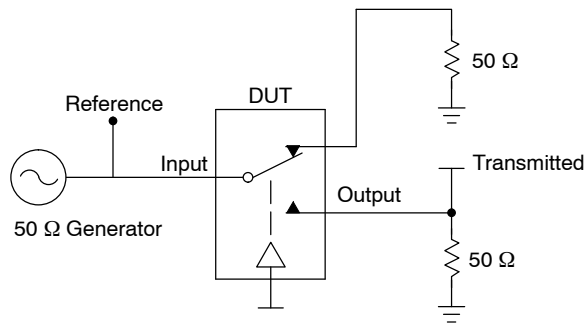 50 Ω
DUT
Reference
Input
Transmitted
Output
50 Ω Generator
50 Ω